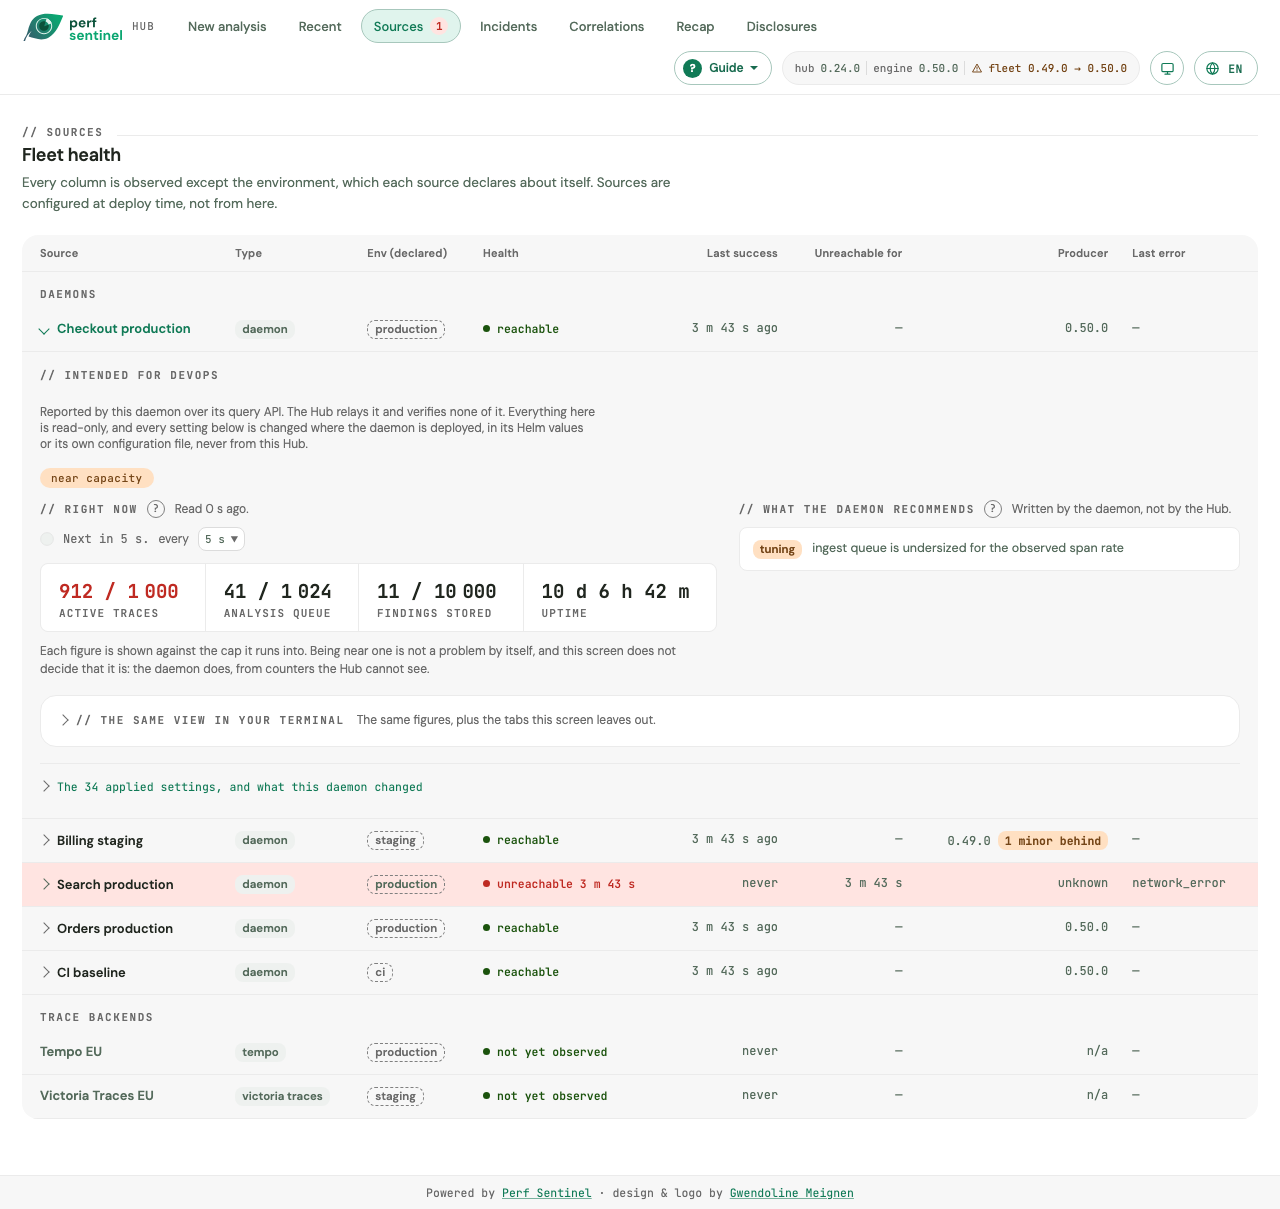 perf
sentinel
HUB
New analysis
Recent
Sources 1
Incidents
Correlations
Recap
Disclosures
? Guide
hub 0.24.0 engine 0.50.0 fleet 0.49.0 → 0.50.0
EN
// SOURCES
Fleet health
Every column is observed except the environment, which each source declares about itself. Sources are
configured at deploy time, not from here.
Source Type Env (declared) Health Last success Unreachable for Producer Last error
DAEMONS
Checkout production daemon production reachable 3 m 43 s ago — 0.50.0 —
// INTENDED FOR DEVOPS
Reported by this daemon over its query API. The Hub relays it and verifies none of it. Everything here
is read-only, and every setting below is changed where the daemon is deployed, in its Helm values
or its own configuration file, never from this Hub.
near capacity
// RIGHT NOW ? Read 0 s ago.
Next in 5 s. every 5 s ▼
912 / 1 000
ACTIVE TRACES
41 / 1 024
ANALYSIS QUEUE
11 / 10 000
FINDINGS STORED
10 d 6 h 42 m
UPTIME
Each figure is shown against the cap it runs into. Being near one is not a problem by itself, and this screen does not
decide that it is: the daemon does, from counters the Hub cannot see.
// WHAT THE DAEMON RECOMMENDS ? Written by the daemon, not by the Hub.
tuning ingest queue is undersized for the observed span rate
// THE SAME VIEW IN YOUR TERMINAL The same figures, plus the tabs this screen leaves out.
The 34 applied settings, and what this daemon changed
Billing staging daemon staging reachable 3 m 43 s ago — 0.49.0 1 minor behind —
Search production daemon production unreachable 3 m 43 s never 3 m 43 s unknown network_error
Orders production daemon production reachable 3 m 43 s ago — 0.50.0 —
CI baseline daemon ci reachable 3 m 43 s ago — 0.50.0 —
TRACE BACKENDS
Tempo EU tempo production not yet observed never — n/a —
Victoria Traces EU victoria traces staging not yet observed never — n/a —
Powered by Perf Sentinel · design & logo by Gwendoline Meignen